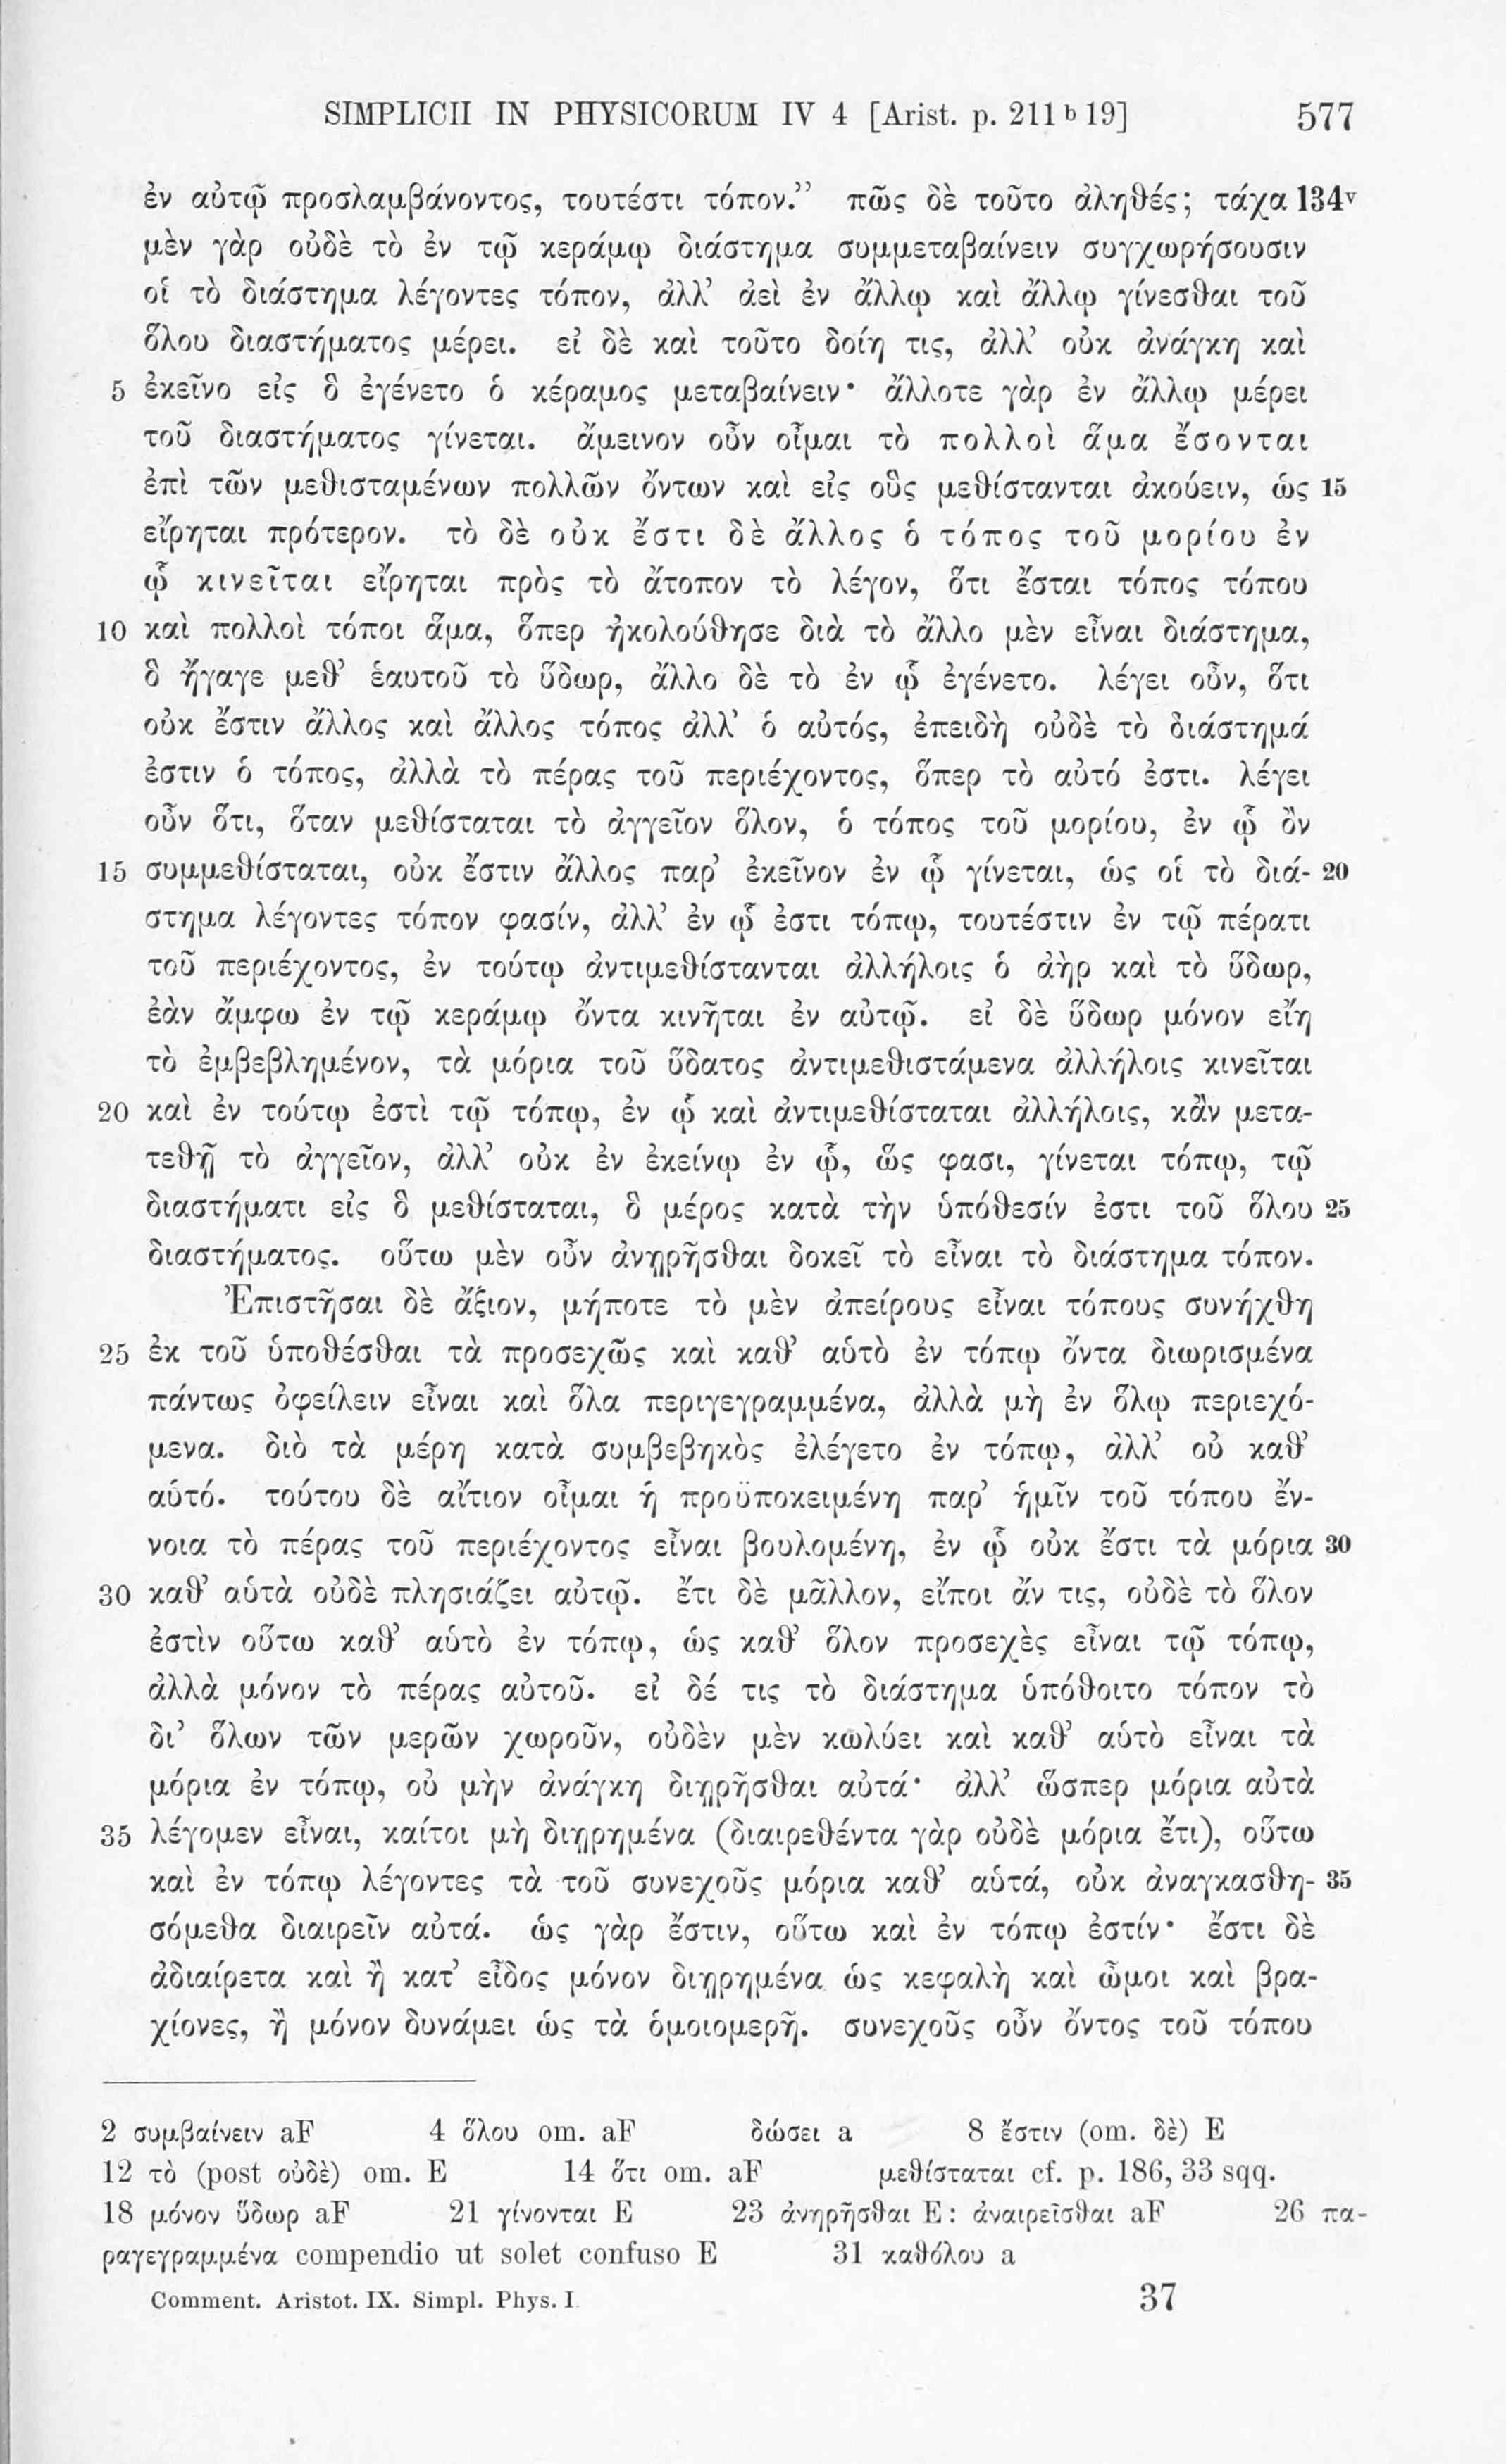 SIMPLICII IN PHYSICORUM IV 4 [Arist. p. 211 b 19] 577
ἐν αὐτῷ προσλαμβάνοντος, τουτέστι τόπον.” πῶς δὲ τοῦτο ἀληθές; τάχα 134v
μὲν γὰρ οὐδὲ τὸ ἐν τῷ κεράμῳ διάστημα συμμεταβαίνειν συγχωρήσουσιν
οἱ τὸ διάστημα λέγοντες τόπον, ἀλλ’ ἀεὶ ἐν ἄλλῳ καὶ ἄλλῳ γίνεσθαι τοῦ
ὅλου διαστήματος μέρει. εἰ δὲ καὶ τοῦτο δοίη τις, ἀλλ’ οὐκ ἀνάγκη καὶ
5 ἐκεῖνο εἰς ὃ ἐγένετο ὁ κέραμος μεταβαίνειν· ἄλλοτε γὰρ ἐν ἄλλῳ μέρει
τοῦ διαστήματος γίνεται. ἄμεινον οὖν οἶμαι τὸ πολλοὶ ἅμα ἔσονται
ἐπὶ τῶν μεθισταμένων πολλῶν ὄντων καὶ εἰς οὓς μεθίστανται ἀκούειν, ὡς 15
εἴρηται πρότερον. τὸ δὲ οὐκ ἔστι δὲ ἄλλος ὁ τόπος τοῦ μορίου ἐν
ᾧ κινεῖται εἴρηται πρὸς τὸ ἄτοπον τὸ λέγον, ὅτι ἔσται τόπος τόπου
10 καὶ πολλοὶ τόποι ἅμα, ὅπερ ἠκολούθησε διὰ τὸ ἄλλο μὲν εἶναι διάστημα,
ὃ ἤγαγε μεθ’ ἑαυτοῦ τὸ ὕδωρ, ἄλλο δὲ τὸ ἐν ᾧ ἐγένετο. λέγει οὖν, ὅτι
οὐκ ἔστιν ἄλλος καὶ ἄλλος τόπος ἀλλ’ ὁ αὐτός, ἐπειδὴ οὐδὲ τὸ διάστημά
ἐστιν ὁ τόπος, ἀλλὰ τὸ πέρας τοῦ περιέχοντος, ὅπερ τὸ αὐτό ἐστι. λέγει
οὖν ὅτι, ὅταν μεθίσταται τὸ ἀγγεῖον ὅλον, ὁ τόπος τοῦ μορίου, ἐν ᾧ ὂν
15 συμμεθίσταται, οὐκ ἔστιν ἄλλος παρ’ ἐκεῖνον ἐν ᾧ γίνεται, ὡς οἱ τὸ διά- 20
στημα λέγοντες τόπον φασίν, ἀλλ’ ἐν ᾧ ἐστι τόπῳ, τουτέστιν ἐν τῷ πέρατι
τοῦ περιέχοντος, ἐν τούτῳ ἀντιμεθίστανται ἀλλήλοις ὁ ἀὴρ καὶ τὸ ὕδωρ,
ἐὰν ἄμφω ἐν τῷ κεράμῳ ὄντα κινῆται ἐν αὐτῷ. εἰ δὲ ὕδωρ μόνον εἴη
τὸ ἐμβεβλημένον, τὰ μόρια τοῦ ὕδατος ἀντιμεθιστάμενα ἀλλήλοις κινεῖται
20 καὶ ἐν τούτῳ ἐστὶ τῷ τόπῳ, ἐν ᾧ καὶ ἀντιμεθίσταται ἀλλήλοις, κἂν μετα-
τεθῇ τὸ ἀγγεῖον, ἀλλ’ οὐκ ἐν ἐκείνῳ ἐν ᾧ, ὥς φασι, γίνεται τόπῳ, τῷ
διαστήματι εἰς ὃ μεθίσταται, ὃ μέρος κατὰ τὴν ὑπόθεσίν ἐστι τοῦ ὅλου 25
διαστήματος. οὕτω μὲν οὖν ἀνῃρῆσθαι δοκεῖ τὸ εἶναι τὸ διάστημα τόπον.
Ἐπιστῆσαι δὲ ἄξιον, μήποτε τὸ μὲν ἀπείρους εἶναι τόπους συνήχθη
25 ἐκ τοῦ ὑποθέσθαι τὰ προσεχῶς καὶ καθ’ αὑτὸ ἐν τόπῳ ὄντα διωρισμένα
πάντως ὀφείλειν εἶναι καὶ ὅλα περιγεγραμμένα, ἀλλὰ μὴ ἐν ὅλῳ περιεχό-
μενα. διὸ τὰ μέρη κατὰ συμβεβηκὸς ἐλέγετο ἐν τόπῳ, ἀλλ’ οὐ καθ’
αὑτό. τούτου δὲ αἴτιον οἶμαι ἡ προϋποκειμένη παρ’ ἡμῖν τοῦ τόπου ἔν-
νοια τὸ πέρας τοῦ περιέχοντος εἶναι βουλομένη, ἐν ᾧ οὐκ ἔστι τὰ μόρια 30
30 καθ’ αὑτὰ οὐδὲ πλησιάζει αὐτῷ. ἔτι δὲ μᾶλλον, εἴποι ἄν τις, οὐδὲ τὸ ὅλον
ἐστὶν οὕτω καθ’ αὑτὸ ἐν τόπῳ, ὡς καθ’ ὅλον προσεχὲς εἶναι τῷ τόπῳ,
ἀλλὰ μόνον τὸ πέρας αὐτοῦ. εἰ δέ τις τὸ διάστημα ὑπόθοιτο τόπον τὸ
δι’ ὅλων τῶν μερῶν χωροῦν, οὐδὲν μὲν κωλύει καὶ καθ’ αὑτὸ εἶναι τὰ
μόρια ἐν τόπῳ, οὐ μὴν ἀνάγκη διῃρῆσθαι αὐτά· ἀλλ’ ὥσπερ μόρια αὐτὰ
35 λέγομεν εἶναι, καίτοι μὴ διῃρημένα (διαιρεθέντα γὰρ οὐδὲ μόρια ἔτι), οὕτω
καὶ ἐν τόπῳ λέγοντες τὰ τοῦ συνεχοῦς μόρια καθ’ αὑτά, οὐκ ἀναγκασθη- 35
σόμεθα διαιρεῖν αὐτά. ὡς γὰρ ἔστιν, οὕτω καὶ ἐν τόπῳ ἐστίν· ἔστι δὲ
ἀδιαίρετα καὶ ἢ κατ’ εἶδος μόνον διῃρημένα ὡς κεφαλὴ καὶ ὦμοι καὶ βρα-
χίονες, ἢ μόνον δυνάμει ὡς τὰ ὁμοιομερῆ. συνεχοῦς οὖν ὄντος τοῦ τόπου
2 συμβαίνειν aF 4 ὅλου om. aF δώσει a 8 ἔστιν (om. δὲ) E
12 τὸ (post οὐδὲ) om. E 14 ὅτι om. aF μεθίσταται cf. p. 186, 33 sqq.
18 μόνον ὕδωρ aF 21 γίνονται E 23 ἀνηρῆσθαι E: ἀναιρεῖσθαι aF 26 πα-
ραγεγραμμένα compendio ut solet confuso E 31 καθόλου a
Comment. Aristot. IX. Simpl. Phys. I. 37